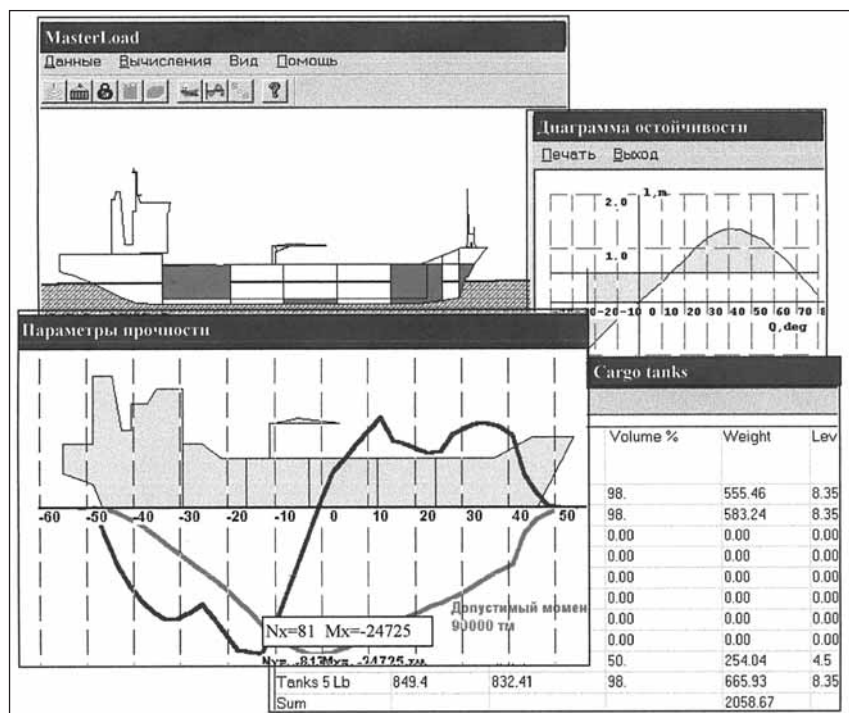 MasterLoad
Данные Вычисления Вид Помощь
Диаграмма остойчивости
Печать Выход
l,m
2.0
1.0
-20 -10 0 10 20 30 40 50 60 70 8
Q,deg
Параметры прочности
-60 -50 -40 -30 -20 -10 0 10 20 30 40 50
Допустимый момен
90000 тм
Nx=81 Mx=-24725
Cargo tanks
Volume % Weight Lev
98. 555.46 8.35
98. 583.24 8.35
0.00 0.00 0.00
0.00 0.00 0.00
0.00 0.00 0.00
0.00 0.00 0.00
0.00 0.00 0.00
0.00 0.00 0.00
50. 254.04 4.5
Tanks 5 Lb 849.4 832.41 98. 665.93 8.35
Sum 2058.67